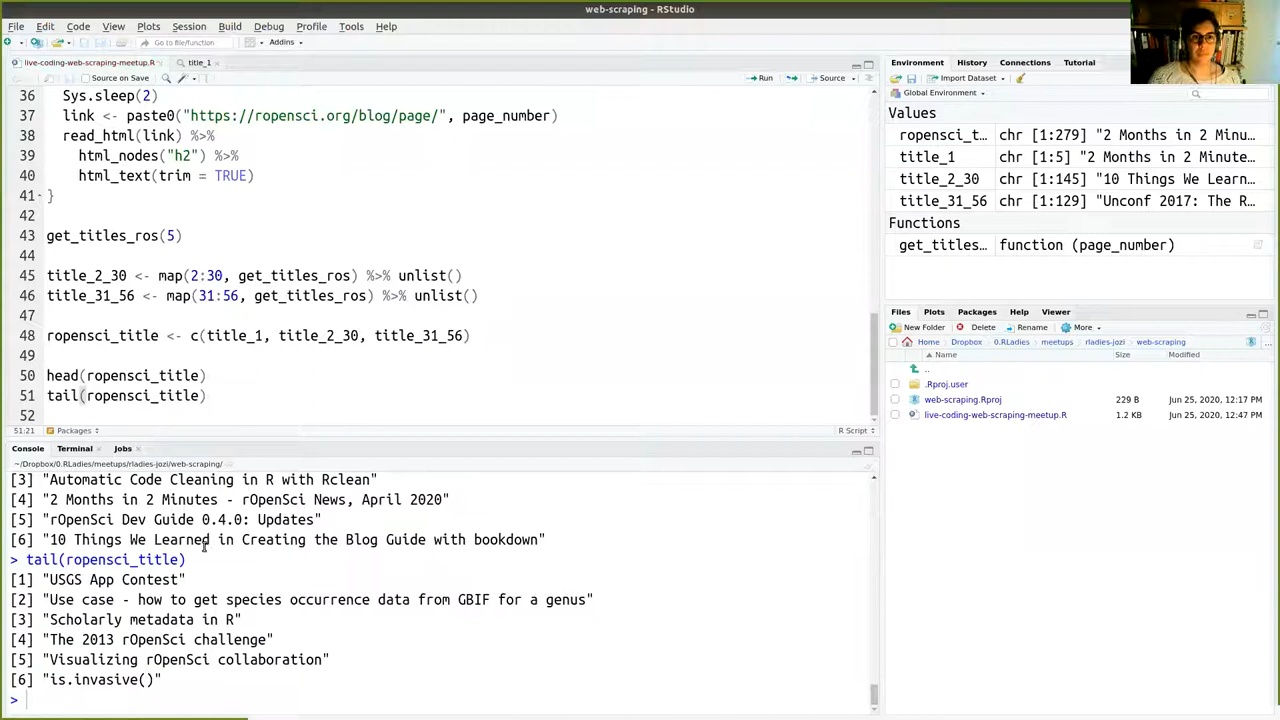 web-scraping - RStudio
File Edit Code View Plots Session Build Debug Profile Tools Help
Go to file/function Addins
live-coding-web-scraping-meetup.R title_1
Source on Save Run Source
36 Sys.sleep(2)
37 link <- paste0("https://ropensci.org/blog/page/", page_number)
38 read_html(link) %>%
39 html_nodes("h2") %>%
40 html_text(trim = TRUE)
41 }
42
43 get_titles_ros(5)
44
45 title_2_30 <- map(2:30, get_titles_ros) %>% unlist()
46 title_31_56 <- map(31:56, get_titles_ros) %>% unlist()
47
48 ropensci_title <- c(title_1, title_2_30, title_31_56)
49
50 head(ropensci_title)
51 tail(ropensci_title)
52
51:21 Packages R Script
Console Terminal Jobs
~/Dropbox/0.RLadies/meetups/rladies-jozi/web-scraping/
[3] "Automatic Code Cleaning in R with Rclean"
[4] "2 Months in 2 Minutes - rOpenSci News, April 2020"
[5] "rOpenSci Dev Guide 0.4.0: Updates"
[6] "10 Things We Learned in Creating the Blog Guide with bookdown"
> tail(ropensci_title)
[1] "USGS App Contest"
[2] "Use case - how to get species occurrence data from GBIF for a genus"
[3] "Scholarly metadata in R"
[4] "The 2013 rOpenSci challenge"
[5] "Visualizing rOpenSci collaboration"
[6] "is.invasive()"
>
Environment History Connections Tutorial
Import Dataset
Global Environment
Values
ropensci_t… chr [1:279] "2 Months in 2 Minu…
title_1 chr [1:5] "2 Months in 2 Minute…
title_2_30 chr [1:145] "10 Things We Learn…
title_31_56 chr [1:129] "Unconf 2017: The R…
Functions
get_titles… function (page_number)
Files Plots Packages Help Viewer
New Folder Delete Rename More
Home Dropbox 0.RLadies meetups rladies-jozi web-scraping ...
Name Size Modified
..
.Rproj.user
web-scraping.Rproj 229 B Jun 25, 2020, 12:17 PM
live-coding-web-scraping-meetup.R 1.2 KB Jun 25, 2020, 12:47 PM